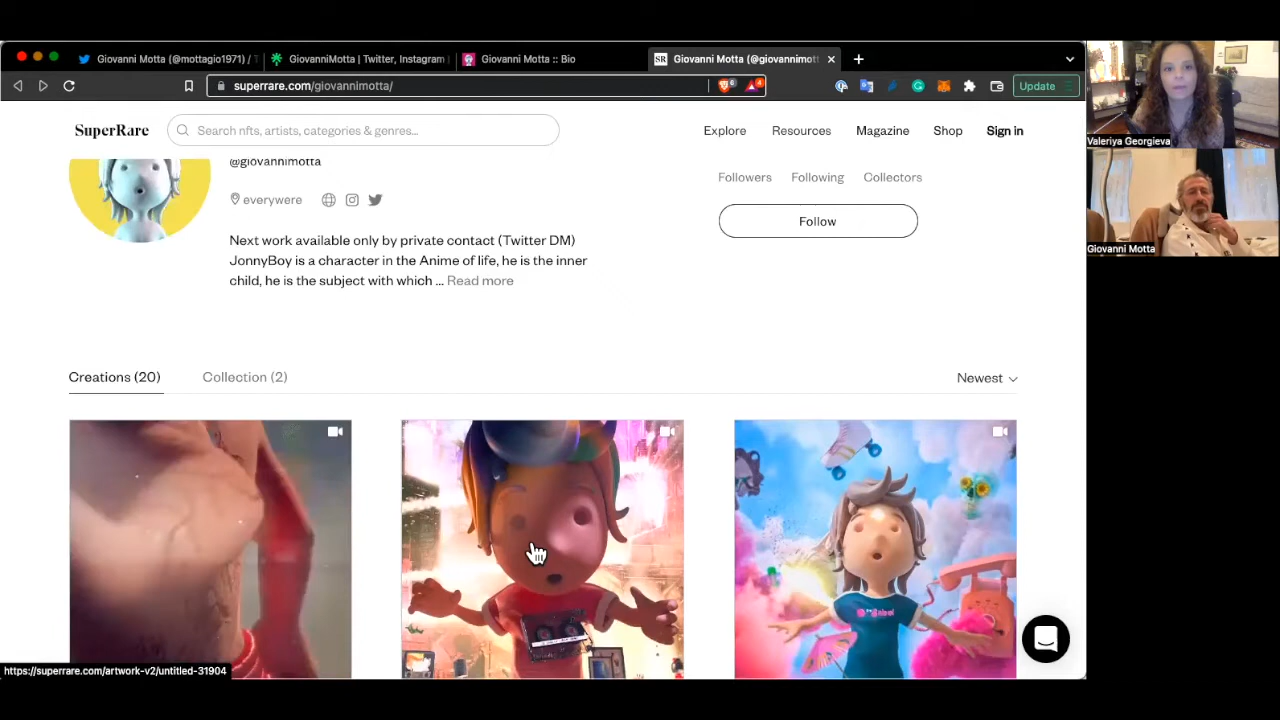 Giovanni Motta (@mottagio1971) / T
GiovanniMotta | Twitter, Instagram
Giovanni Motta :: Bio
SR Giovanni Motta (@giovannimott
superrare.com/giovannimotta/
6
4
Update
SuperRare
Search nfts, artists, categories & genres...
Explore
Resources
Magazine
Shop
Sign in
Valeriya Georgieva
@giovannimotta
everywere
Followers
Following
Collectors
Follow
Giovanni Motta
Next work available only by private contact (Twitter DM)
JonnyBoy is a character in the Anime of life, he is the inner
child, he is the subject with which ... Read more
Creations (20)
Collection (2)
Newest
https://superrare.com/artwork-v2/untitled-31904